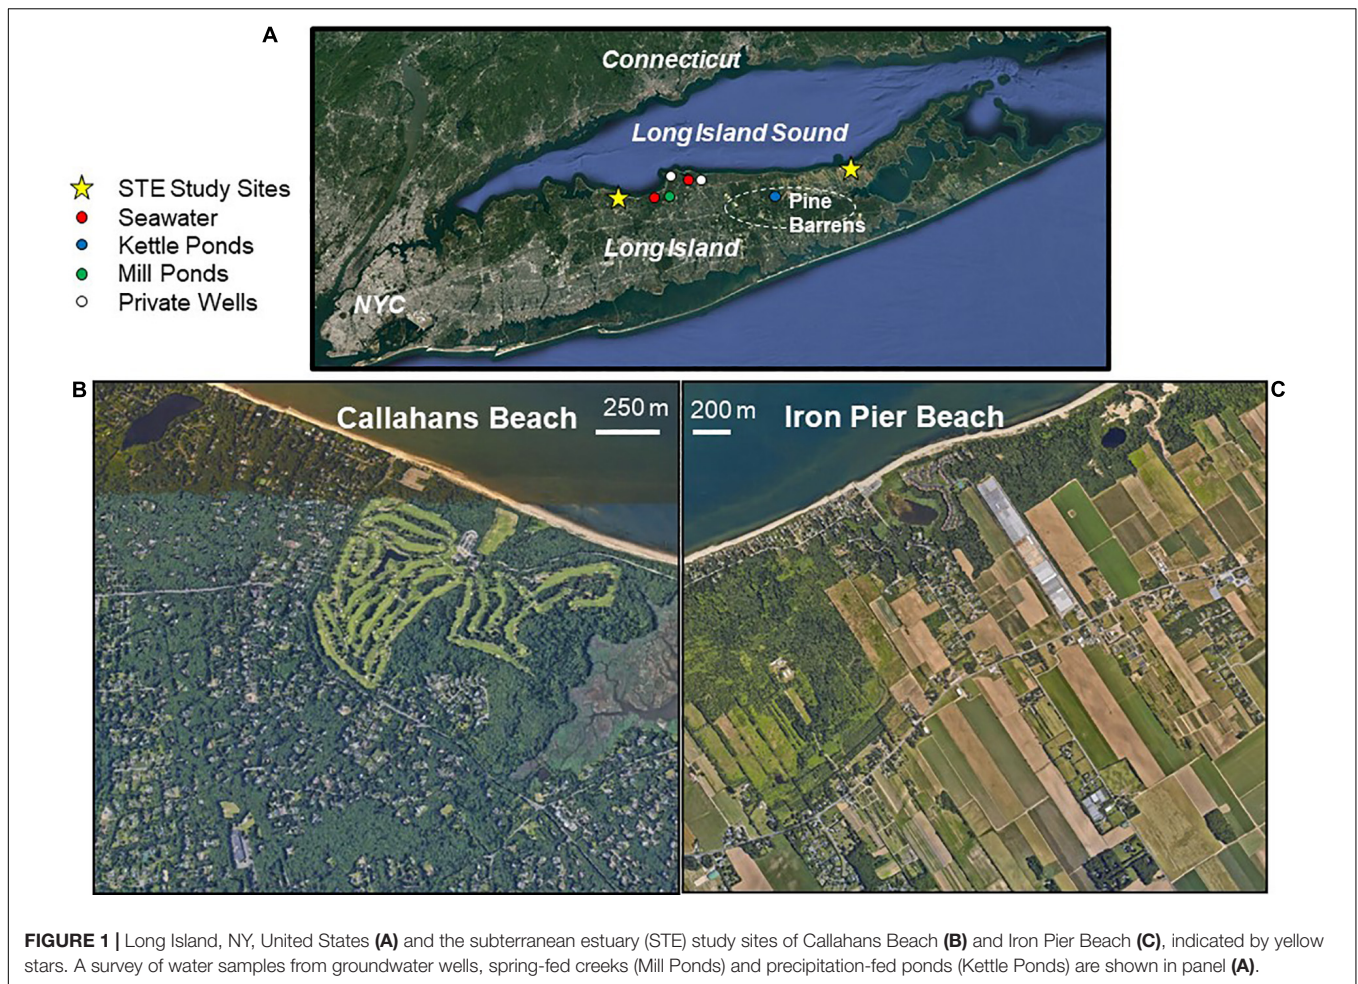 A
Connecticut
Long Island Sound
STE Study Sites
Seawater
Kettle Ponds
Mill Ponds
Private Wells
Pine
Barrens
Long Island
NYC
B
Callahans Beach
250 m
200 m
Iron Pier Beach
C
FIGURE 1 | Long Island, NY, United States (A) and the subterranean estuary (STE) study sites of Callahans Beach (B) and Iron Pier Beach (C), indicated by yellow
stars. A survey of water samples from groundwater wells, spring-fed creeks (Mill Ponds) and precipitation-fed ponds (Kettle Ponds) are shown in panel (A).